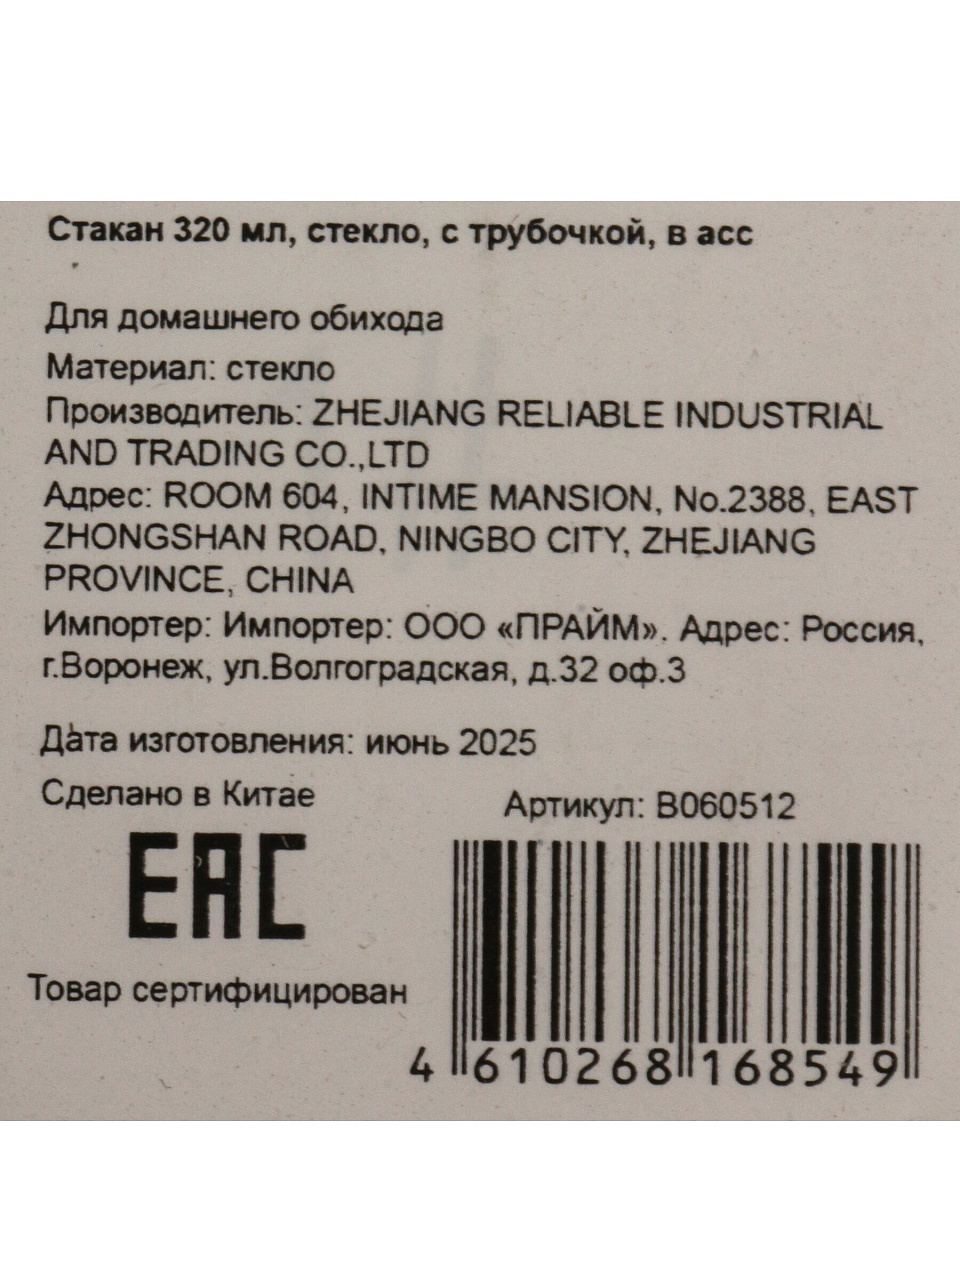 Стакан 320 мл, стекло, с трубочкой, в асс
Для домашнего обихода
Материал: стекло
Производитель: ZHEJIANG RELIABLE INDUSTRIAL
AND TRADING CO.,LTD
Адрес: ROOM 604, INTIME MANSION, No.2388, EAST
ZHONGSHAN ROAD, NINGBO CITY, ZHEJIANG
PROVINCE, CHINA
Импортер: Импортер: ООО «ПРАЙМ». Адрес: Россия,
г.Воронеж, ул.Волгоградская, д.32 оф.3
Дата изготовления: июнь 2025
Сделано в Китае
Артикул: B060512
EAC
Товар сертифицирован
4 610268 168549